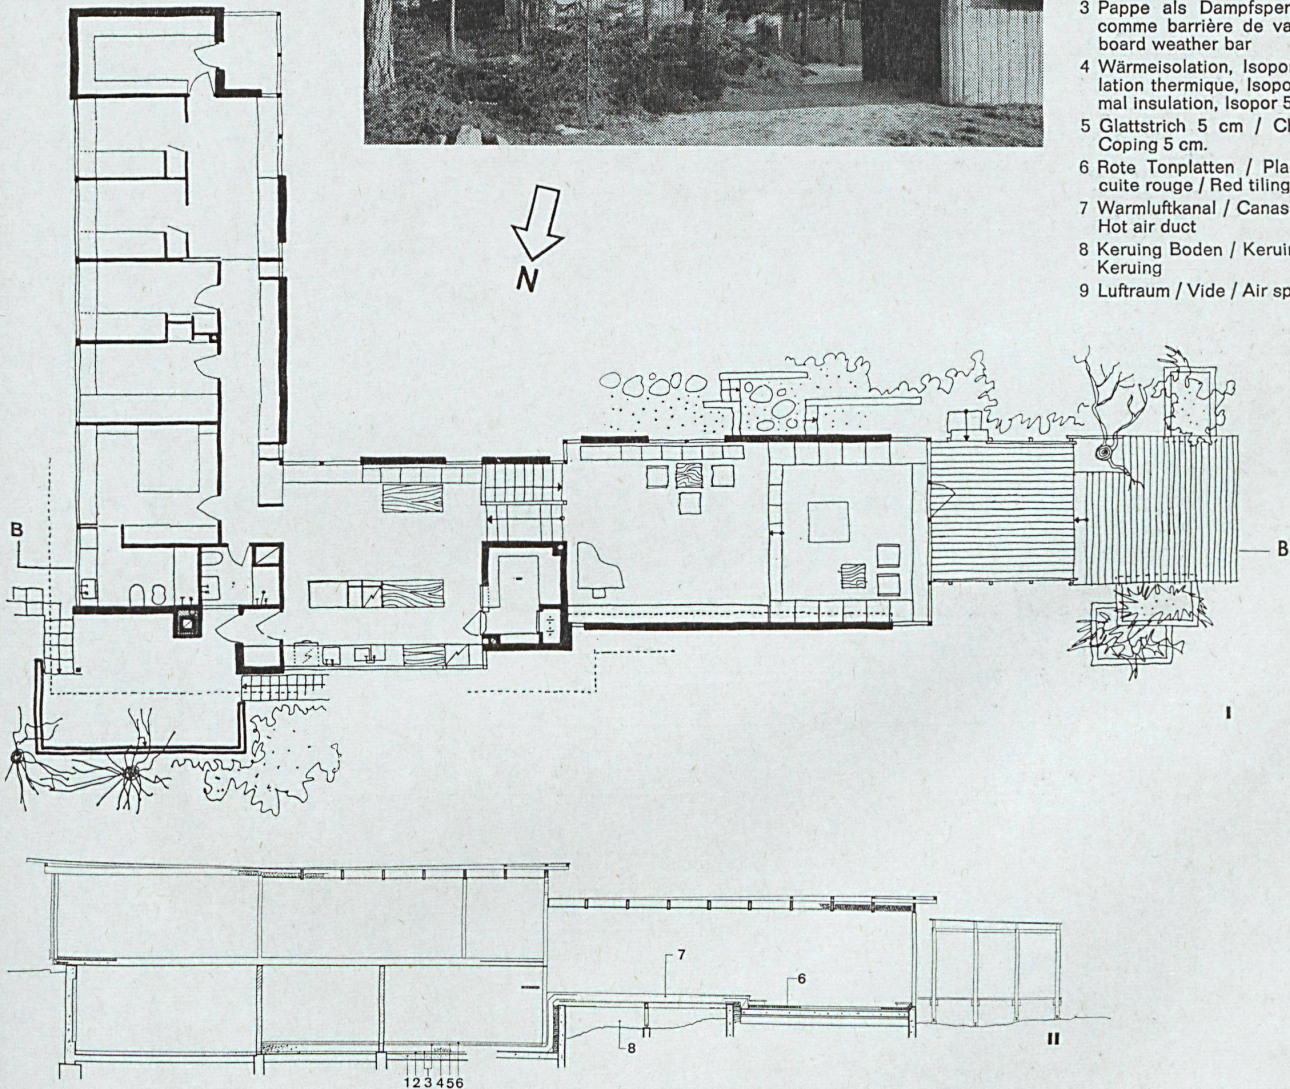 3 Pappe als Dampfsper
comme barrière de va
board weather bar
4 Wärmeisolation, Isopo
lation thermique, Isopo
mal insulation, Isopor 5
5 Glattstrich 5 cm / Cl
Coping 5 cm.
6 Rote Tonplatten / Pla
cuite rouge / Red tiling
7 Warmluftkanal / Canas
Hot air duct
8 Keruing Boden / Kerui
Keruing
9 Luftraum / Vide / Air sp
N
B
B
I
7
6
8
II
1 2 3 4 5 6